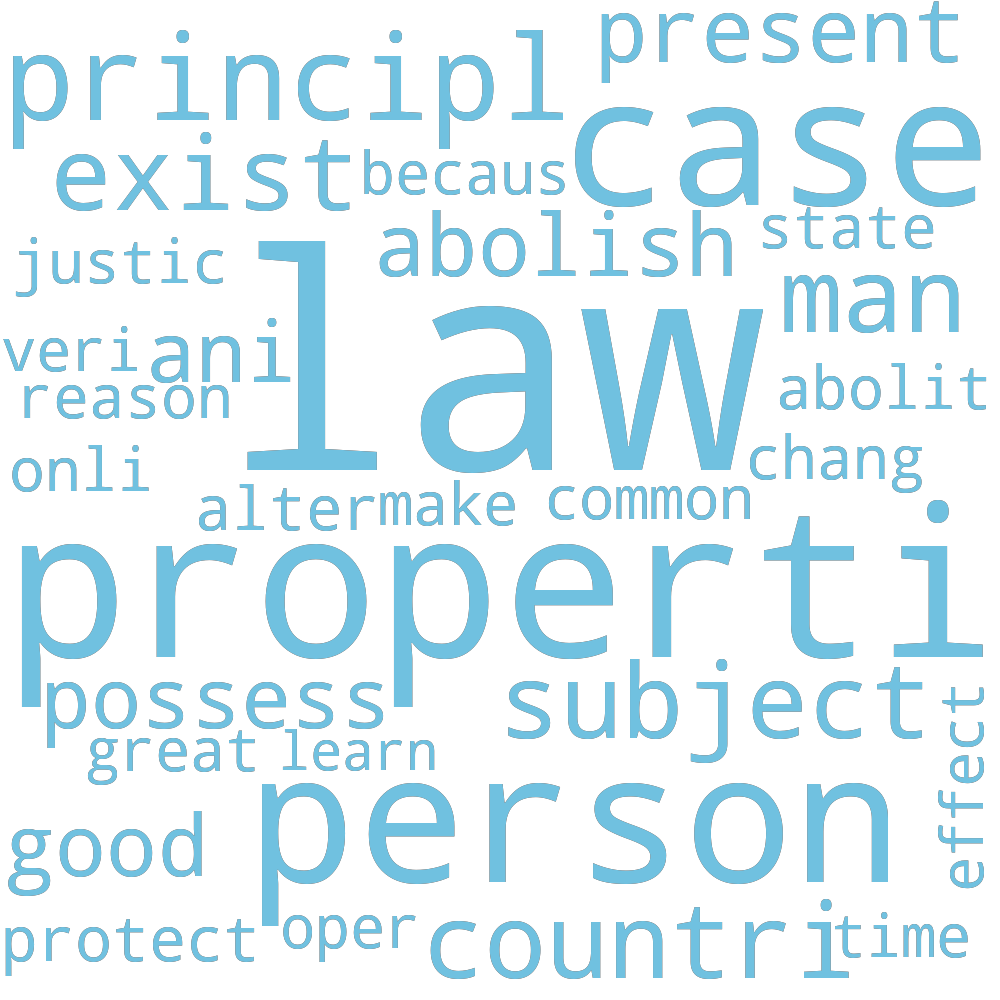 present
principl
case
exist
becaus
abolish
state
justic
law
man
veri
ani
reason
abolit
onli
chang
alter
make
common
properti
possess
subject
effect
great
learn
person
good
protect
oper
countri
time